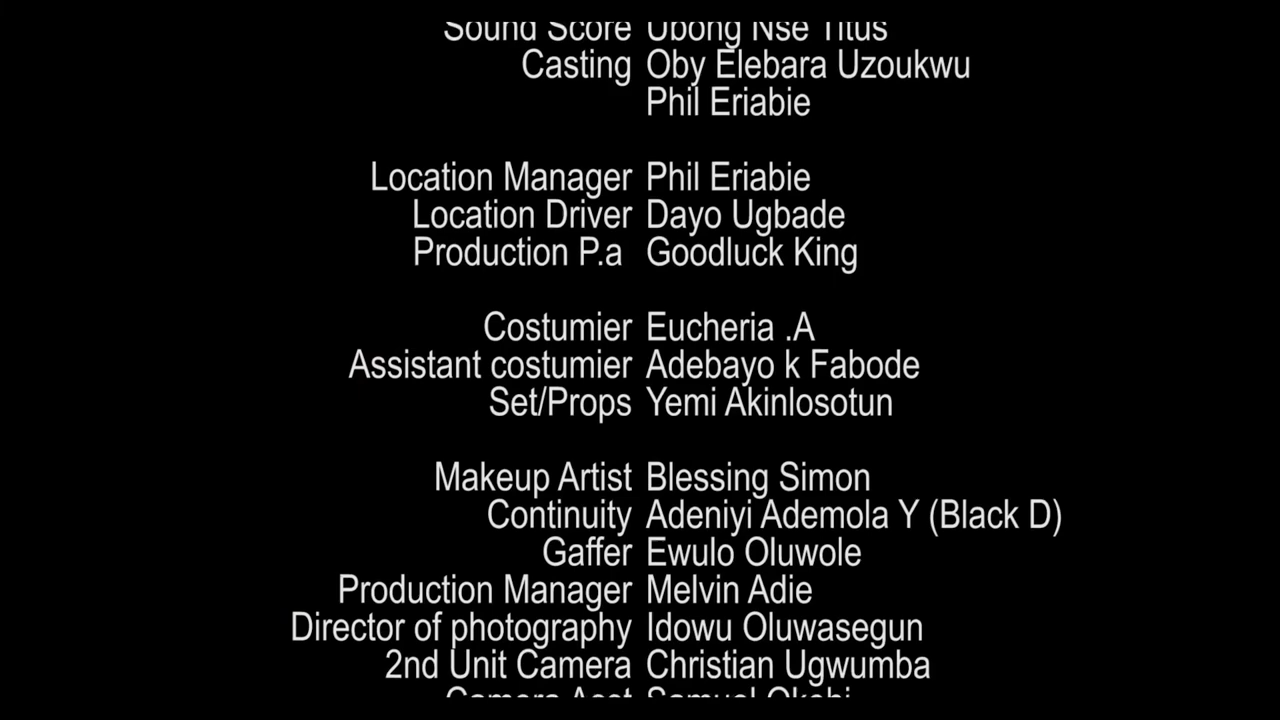 Sound Score Ubong Nse Titus
Casting Oby Elebara Uzoukwu
Phil Eriabie
Location Manager Phil Eriabie
Location Driver Dayo Ugbade
Production P.a Goodluck King
Costumier Eucheria .A
Assistant costumier Adebayo k Fabode
Set/Props Yemi Akinlosotun
Makeup Artist Blessing Simon
Continuity Adeniyi Ademola Y (Black D)
Gaffer Ewulo Oluwole
Production Manager Melvin Adie
Director of photography Idowu Oluwasegun
2nd Unit Camera Christian Ugwumba
Camera Samuel